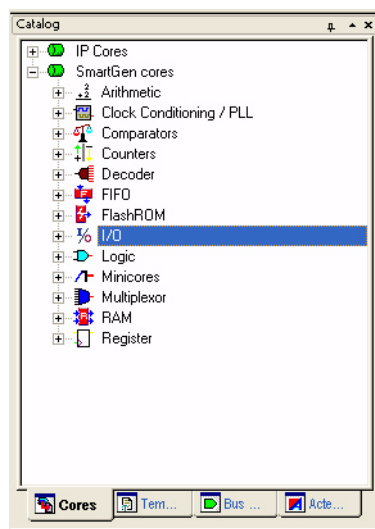 Catalog
IP Cores
SmartGen cores
Arithmetic
Clock Conditioning / PLL
Comparators
Counters
Decoder
FIFO
FlashROM
I/O
Logic
Minicores
Multiplexor
RAM
Register
Cores Tem... Bus ... Acte...